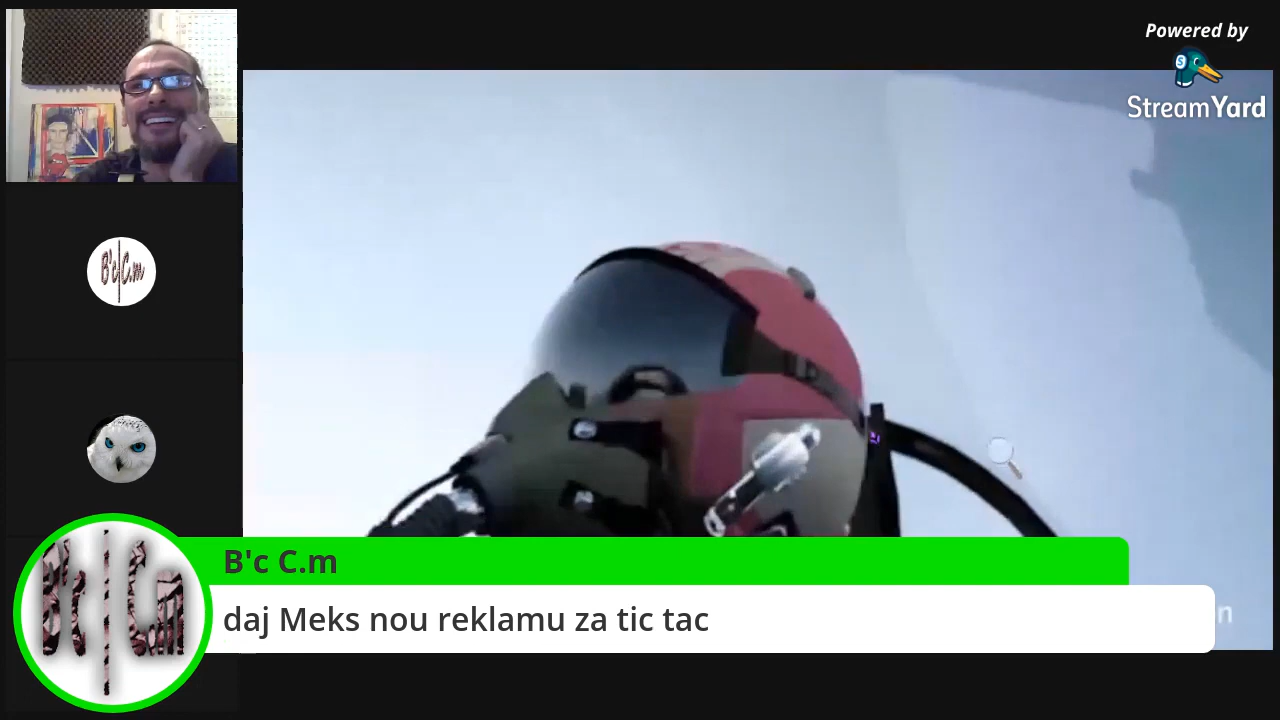 Powered by
StreamYard
B'c C.m
B'c C.m
daj Meks nou reklamu za tic tac
B'c C.m
n